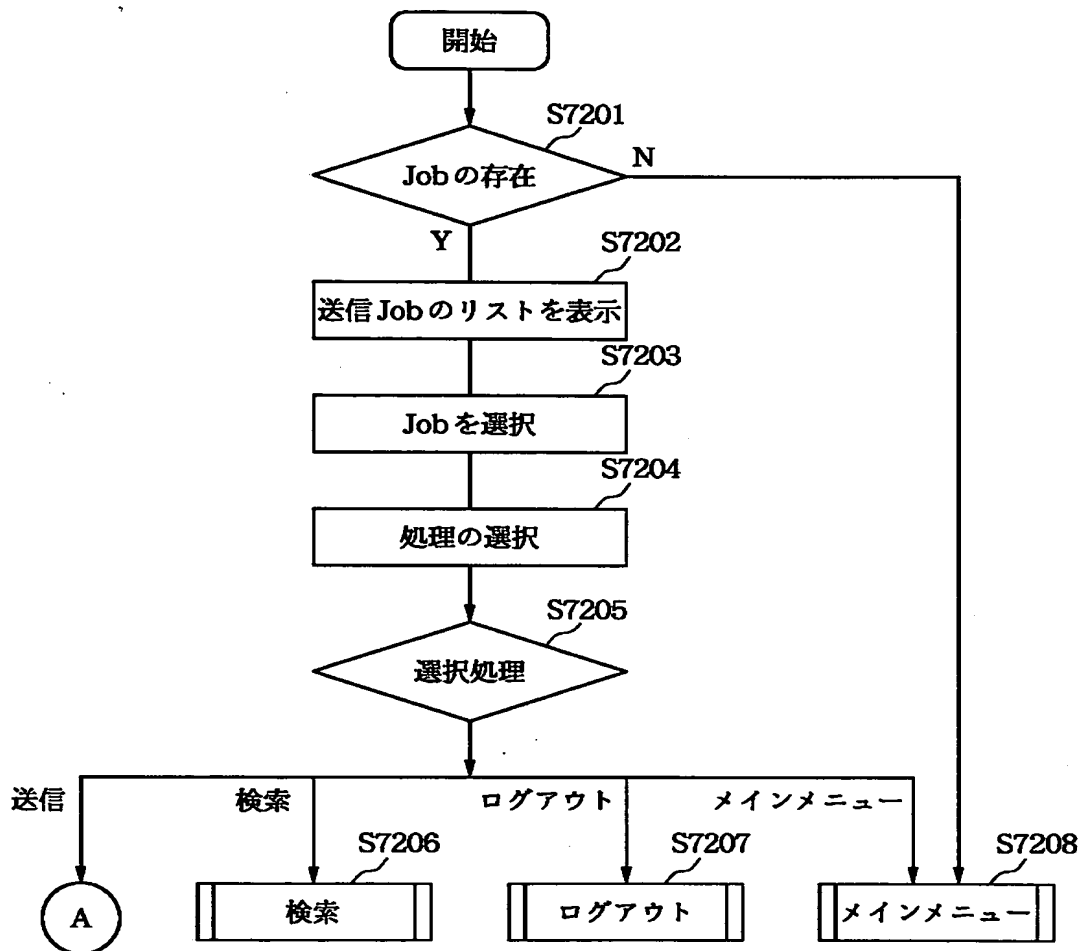 開始
S7201
Jobの存在
N
Y
S7202
送信Jobのリストを表示
S7203
Jobを選択
S7204
処理の選択
S7205
選択処理
送信
検索
ログアウト
メインメニュー
S7206
S7207
S7208
A
検索
ログアウト
メインメニュー